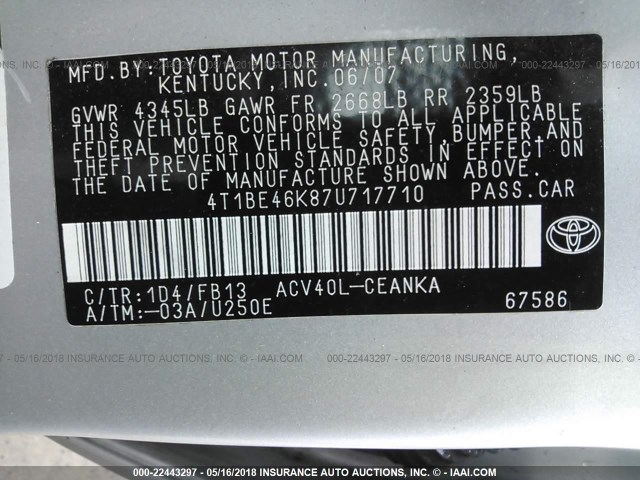 MFD. BY: TOYOTA MOTOR MANUFACTURING,
KENTUCKY, INC. 06/07
GVWR 4345LB GAWR FR 2668LB RR 2359LB
THIS VEHICLE CONFORMS TO ALL APPLICABLE
FEDERAL MOTOR VEHICLE SAFETY, BUMPER AND
THEFT PREVENTION STANDARDS IN EFFECT ON
THE DATE OF MANUFACTURE SHOWN ABOVE.
4T1BE46K87U717710 PASS. CAR
C/TR: 1D4/FB13 ACV40L-CEANKA
A/TM: -03A/U250E 67586
000-22443297 - 05/16/2018 INSURANCE AUTO AUCTIONS © - IAAI.COM